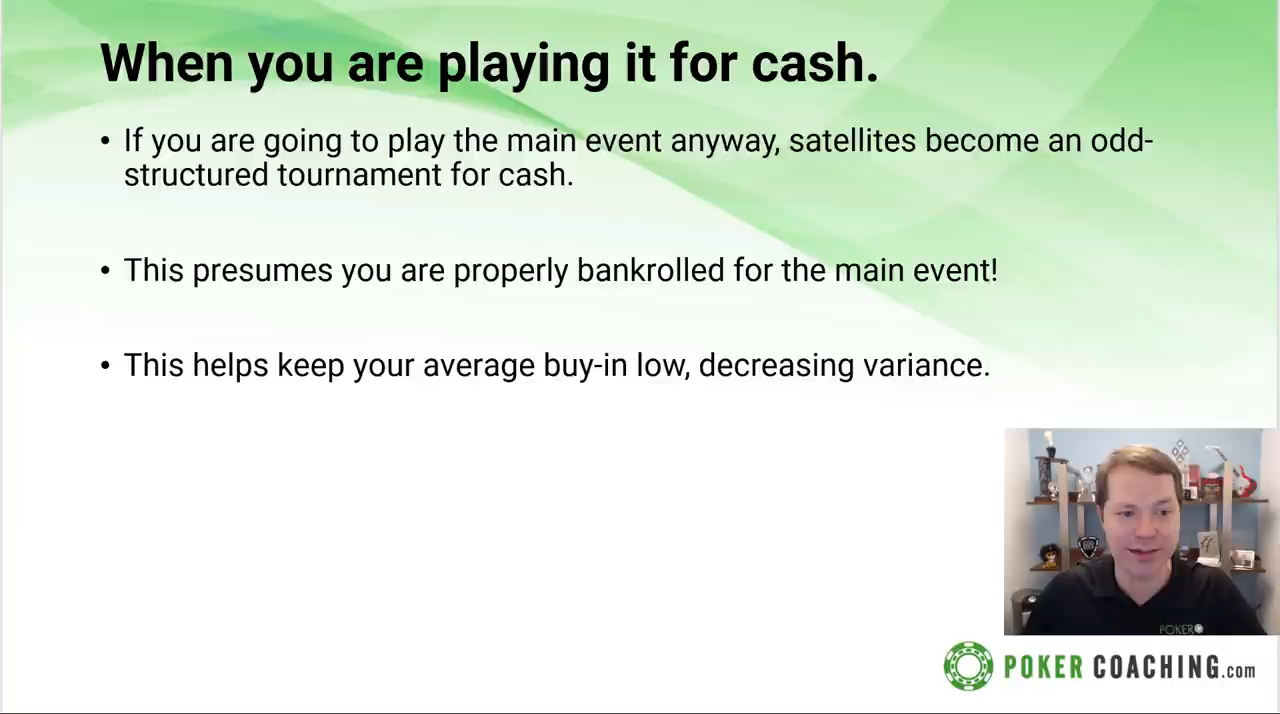 When you are playing it for cash.
• If you are going to play the main event anyway, satellites become an odd-
structured tournament for cash.
• This presumes you are properly bankrolled for the main event!
• This helps keep your average buy-in low, decreasing variance.
POKER
POKER COACHING.com